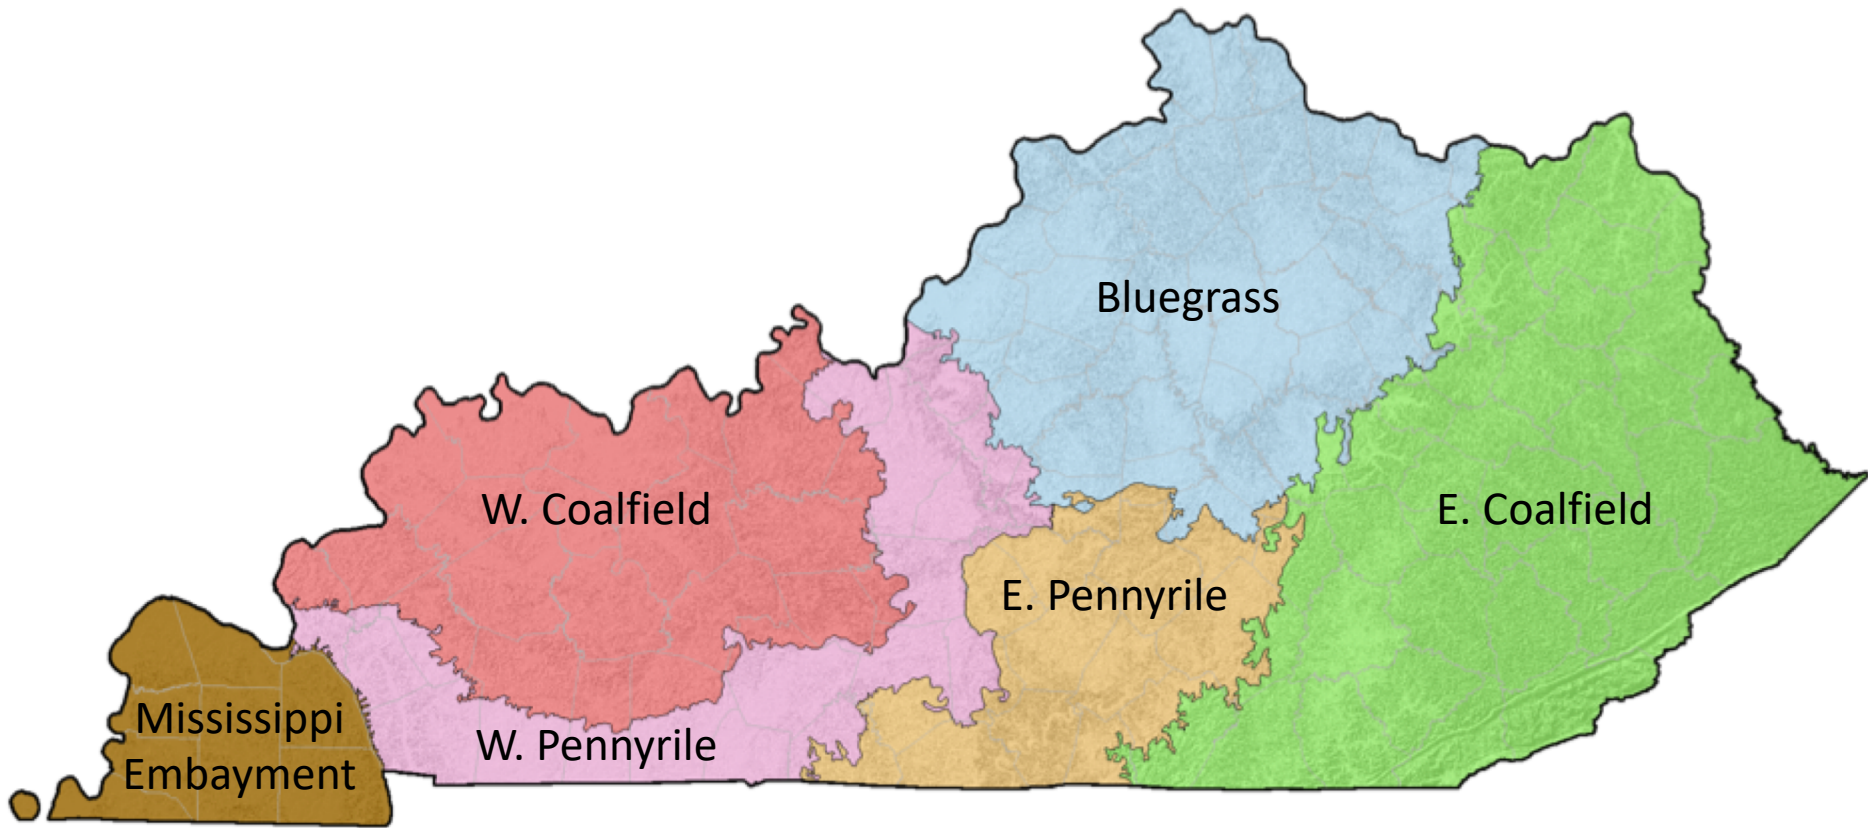 Bluegrass
W. Coalfield
E. Coalfield
E. Pennyrile
Mississippi
Embayment
W. Pennyrile